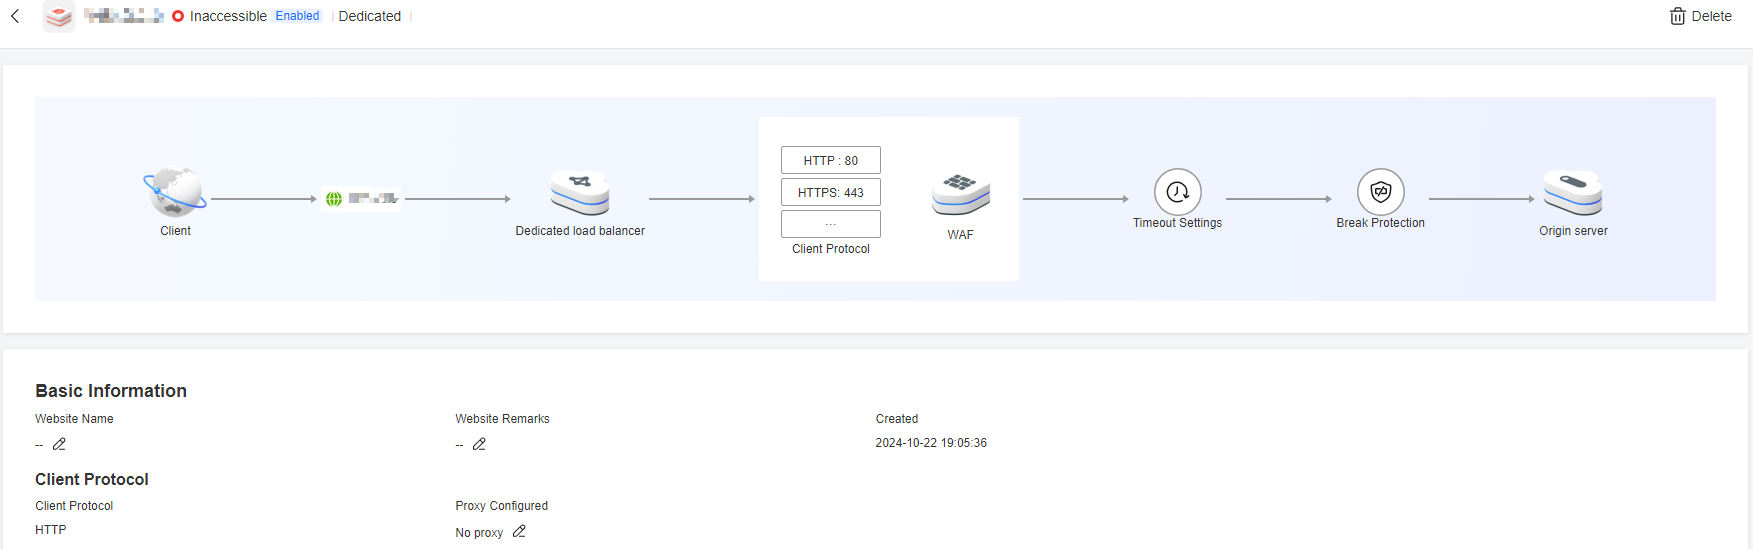 Inaccessible Enabled Dedicated Delete
HTTP : 80
HTTPS: 443
...
Client Protocol
WAF
Client
Dedicated load balancer
Timeout Settings
Break Protection
Origin server
Basic Information
Website Name Website Remarks Created
-- -- 2024-10-22 19:05:36
Client Protocol
Client Protocol Proxy Configured
HTTP No proxy